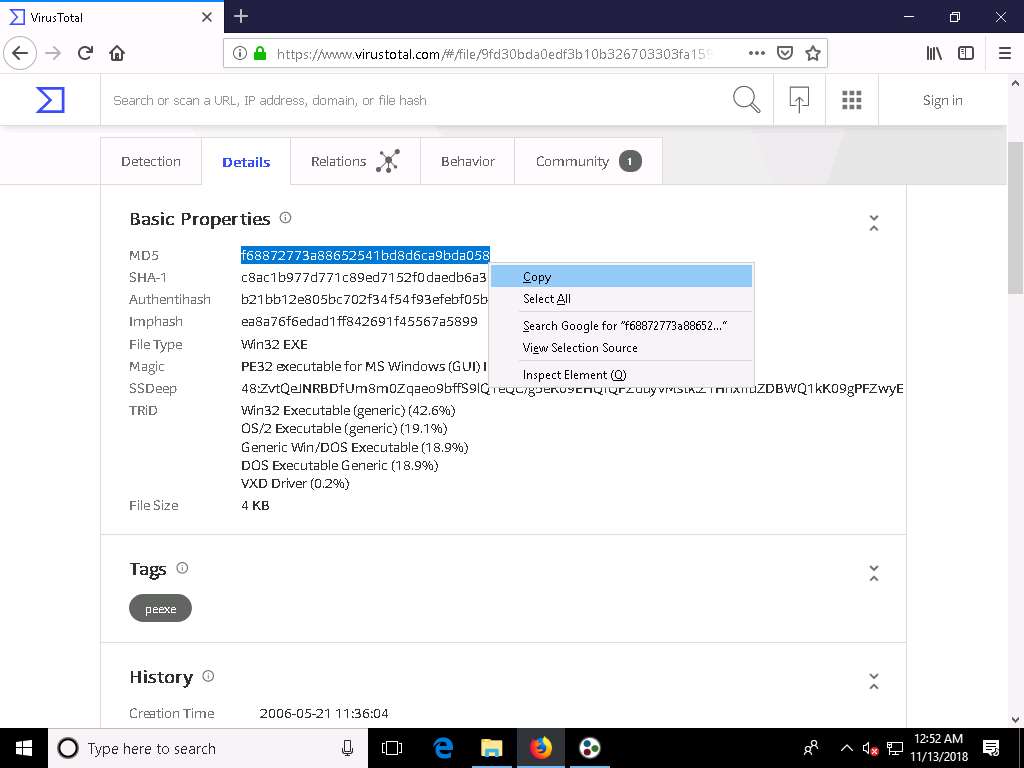 VirusTotal
https://www.virustotal.com/#/file/9fd30bda0edf3b10b326703303fa159
Search or scan a URL, IP address, domain, or file hash
Sign in
Detection
Details
Relations
Behavior
Community 1
Basic Properties
MD5 f68872773a88652541bd8d6ca9bda058
SHA-1 c8ac1b977d771c89ed7152f0daedb6a3
Authentihash b21bb12e805bc702f34f54f93efebf05b
Imphash ea8a76f6edad1ff842691f45567a5899
File Type Win32 EXE
Magic PE32 executable for MS Windows (GUI) I
SSDeep
TRiD Win32 Executable (generic) (42.6%)
OS/2 Executable (generic) (19.1%)
Generic Win/DOS Executable (18.9%)
DOS Executable Generic (18.9%)
VXD Driver (0.2%)
File Size 4 KB
Copy
Select All
Search Google for “f68872773a88652...”
View Selection Source
Inspect Element (Q)
Tags
peexe
History
Creation Time 2006-05-21 11:36:04
Type here to search
12:52 AM
11/13/2018